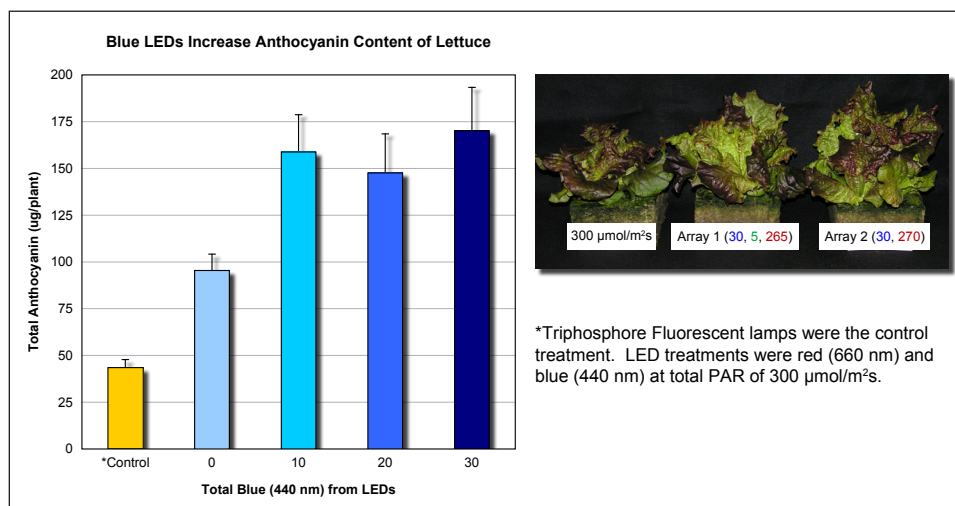 Blue LEDs Increase Anthocyanin Content of Lettuce
Total Anthocyanin (ug/plant)
200
175
150
125
100
75
50
25
0
*Control 0 10 20 30
Total Blue (440 nm) from LEDs
300 µmol/m²s
Array 1 (30, 5, 265)
Array 2 (30, 270)
*Triphosphore Fluorescent lamps were the control
treatment. LED treatments were red (660 nm) and
blue (440 nm) at total PAR of 300 µmol/m²s.